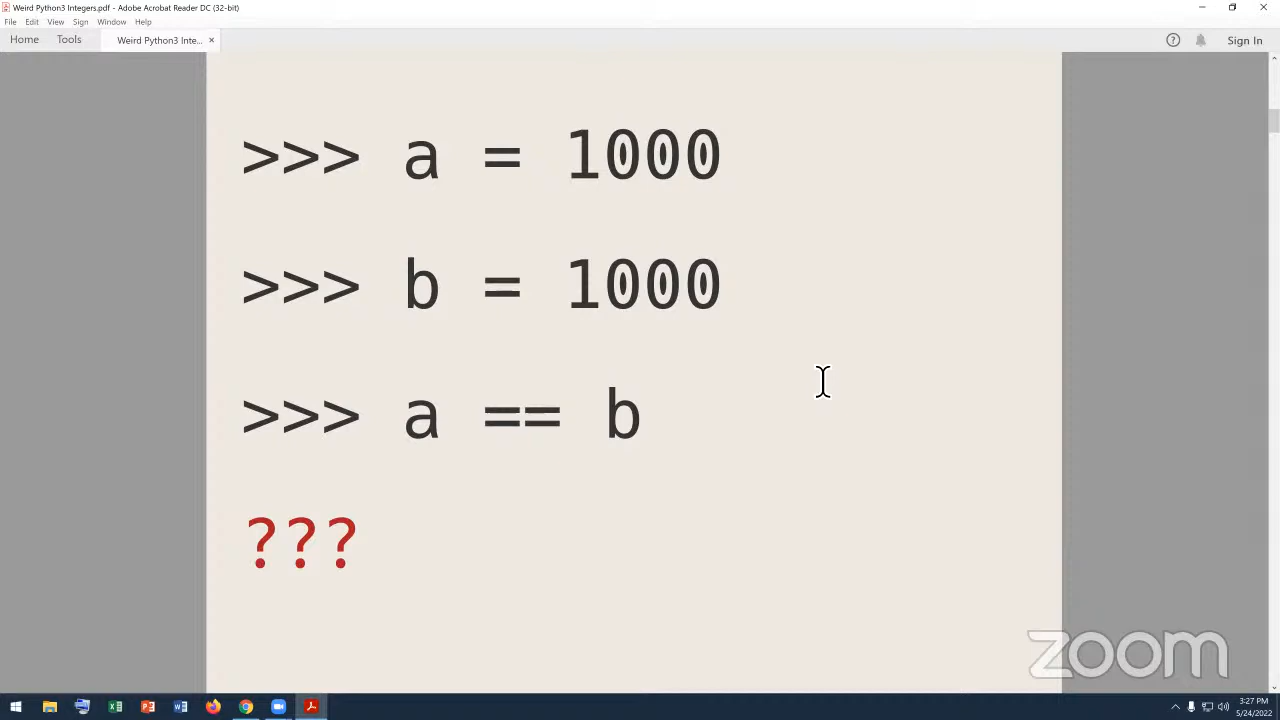 Weird Python3 Integers.pdf - Adobe Acrobat Reader DC (32-bit)
File Edit View Sign Window Help
Home Tools Weird Python3 Inte... × Sign In
>>> a = 1000
>>> b = 1000
>>> a == b
???
zoom
3:27 PM
5/24/2022